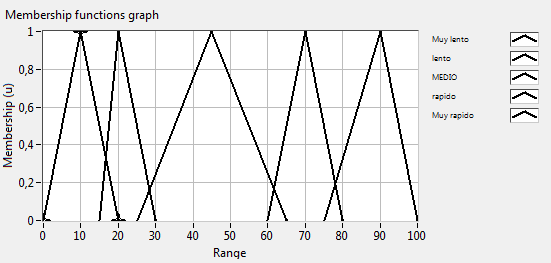 Membership functions graph
Membership (u)
1
0,8
0,6
0,4
0,2
0
0 10 20 30 40 50 60 70 80 90 100
Range
Muy lento
lento
MEDIO
rapido
Muy rapido